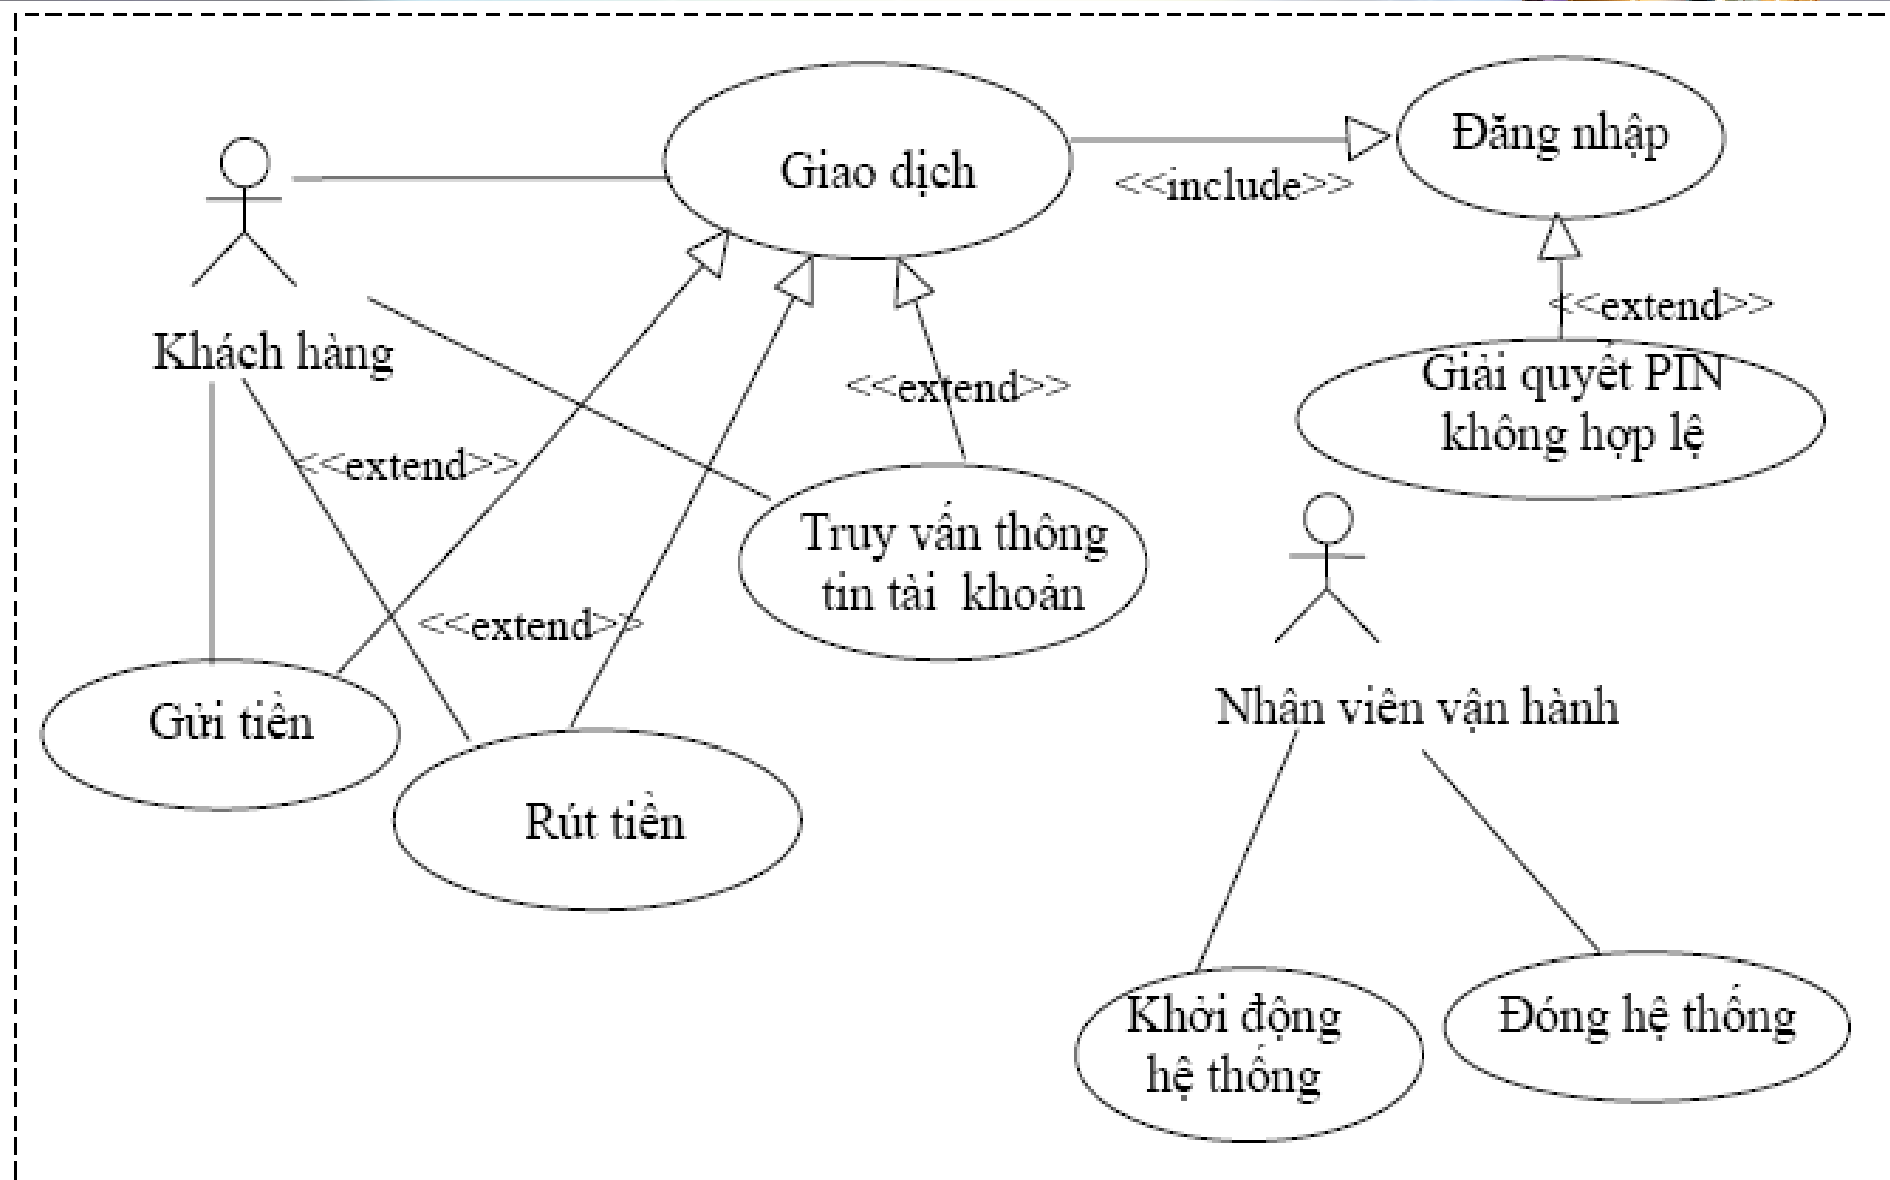 Giao dịch
Đăng nhập
<<include>>
<<extend>>
Khách hàng
Giải quyết PIN
không hợp lệ
<<extend>>
<<extend>>
Truy vấn thông
tin tài khoản
<<extend>>
Gửi tiền
Rút tiền
Nhân viên vận hành
Khởi động
hệ thống
Đóng hệ thống